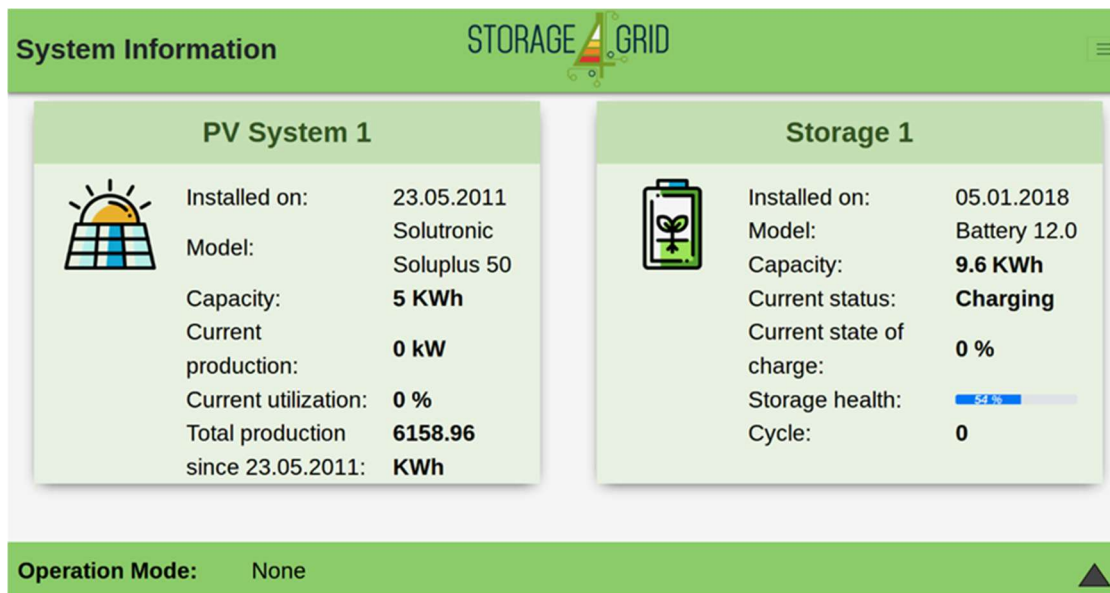 System Information
STORAGE 4 GRID
PV System 1
Installed on: 23.05.2011
Model: Solutronic
Soluplus 50
Capacity: 5 KWh
Current
production: 0 kW
Current utilization: 0 %
Total production 6158.96
since 23.05.2011: KWh
Storage 1
Installed on: 05.01.2018
Model: Battery 12.0
Capacity: 9.6 KWh
Current status: Charging
Current state of
charge: 0 %
Storage health: 54 %
Cycle: 0
Operation Mode: None